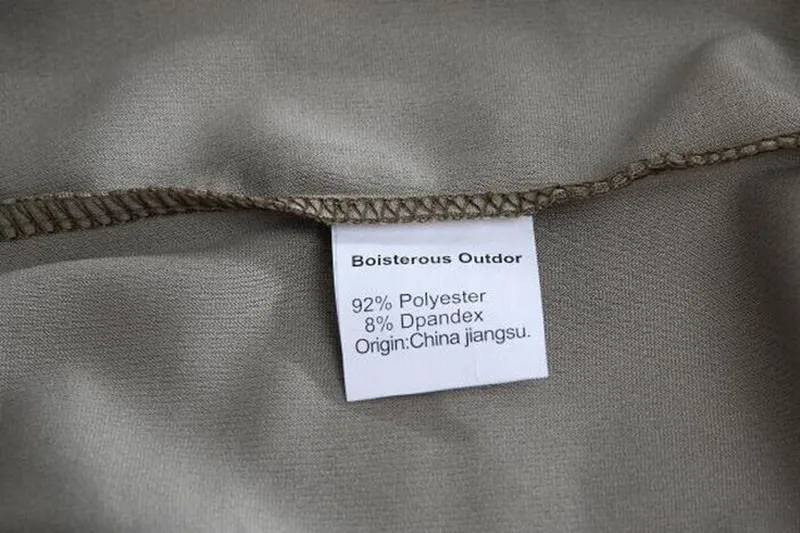 Boisterous Outdor
92% Polyester
8% Dpandex
Origin:China jiangsu.